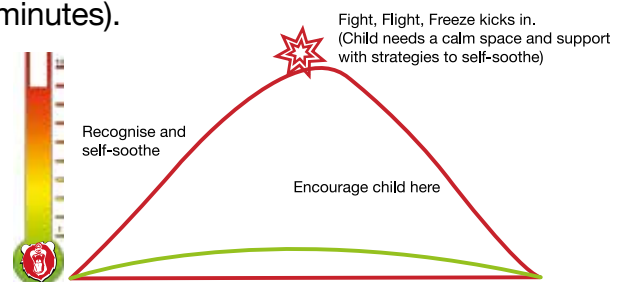 minutes).
Fight, Flight, Freeze kicks in.
(Child needs a calm space and support
with strategies to self-soothe)
Recognise and
self-soothe
Encourage child here